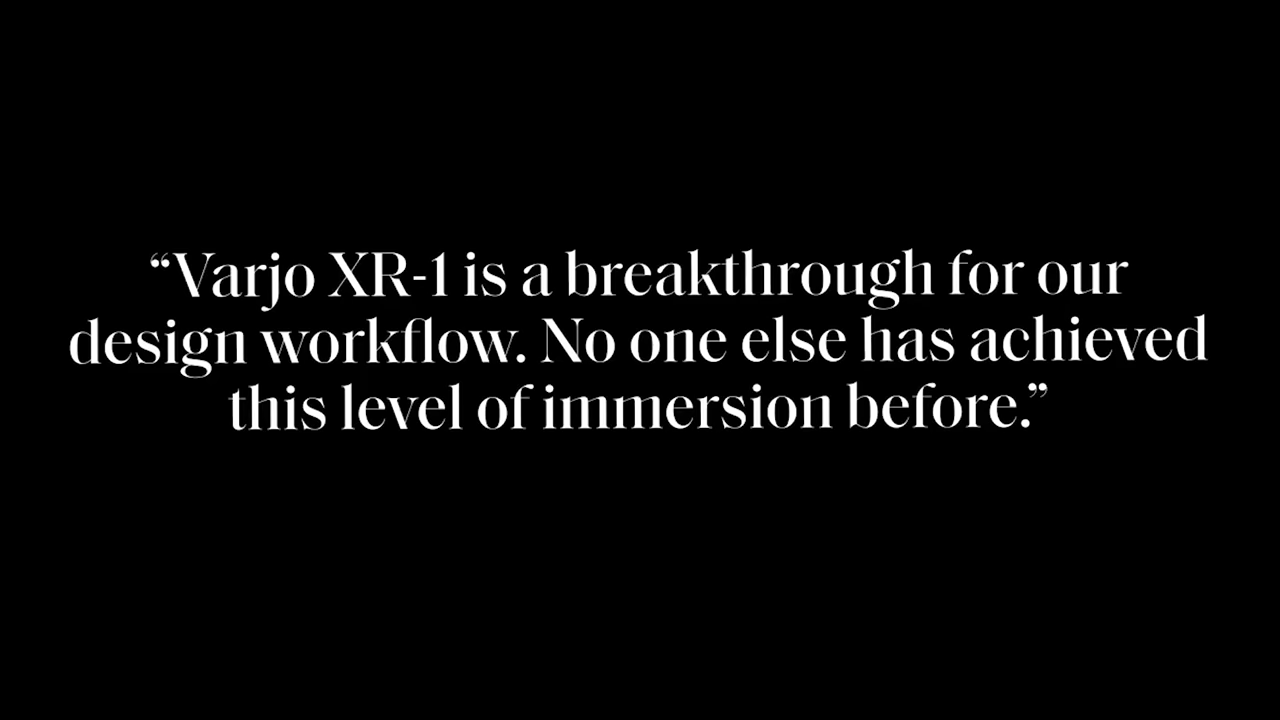 “Varjo XR-1 is a breakthrough for our
design workflow. No one else has achieved
this level of immersion before.”